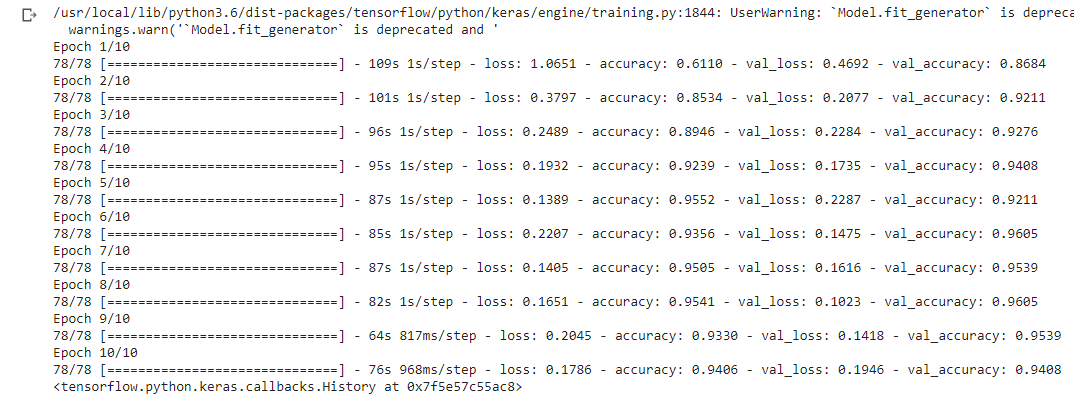 /usr/local/lib/python3.6/dist-packages/tensorflow/python/keras/engine/training.py:1844: UserWarning: `Model.fit_generator` is depreca
  warnings.warn('`Model.fit_generator` is deprecated and '
Epoch 1/10
78/78 [==============================] - 109s 1s/step - loss: 1.0651 - accuracy: 0.6110 - val_loss: 0.4692 - val_accuracy: 0.8684
Epoch 2/10
78/78 [==============================] - 101s 1s/step - loss: 0.3797 - accuracy: 0.8534 - val_loss: 0.2077 - val_accuracy: 0.9211
Epoch 3/10
78/78 [==============================] - 96s 1s/step - loss: 0.2489 - accuracy: 0.8946 - val_loss: 0.2284 - val_accuracy: 0.9276
Epoch 4/10
78/78 [==============================] - 95s 1s/step - loss: 0.1932 - accuracy: 0.9239 - val_loss: 0.1735 - val_accuracy: 0.9408
Epoch 5/10
78/78 [==============================] - 87s 1s/step - loss: 0.1389 - accuracy: 0.9552 - val_loss: 0.2287 - val_accuracy: 0.9211
Epoch 6/10
78/78 [==============================] - 85s 1s/step - loss: 0.2207 - accuracy: 0.9356 - val_loss: 0.1475 - val_accuracy: 0.9605
Epoch 7/10
78/78 [==============================] - 87s 1s/step - loss: 0.1405 - accuracy: 0.9505 - val_loss: 0.1616 - val_accuracy: 0.9539
Epoch 8/10
78/78 [==============================] - 82s 1s/step - loss: 0.1651 - accuracy: 0.9541 - val_loss: 0.1023 - val_accuracy: 0.9605
Epoch 9/10
78/78 [==============================] - 64s 817ms/step - loss: 0.2045 - accuracy: 0.9330 - val_loss: 0.1418 - val_accuracy: 0.9539
Epoch 10/10
78/78 [==============================] - 76s 968ms/step - loss: 0.1786 - accuracy: 0.9406 - val_loss: 0.1946 - val_accuracy: 0.9408
<tensorflow.python.keras.callbacks.History at 0x7f5e57c55ac8>